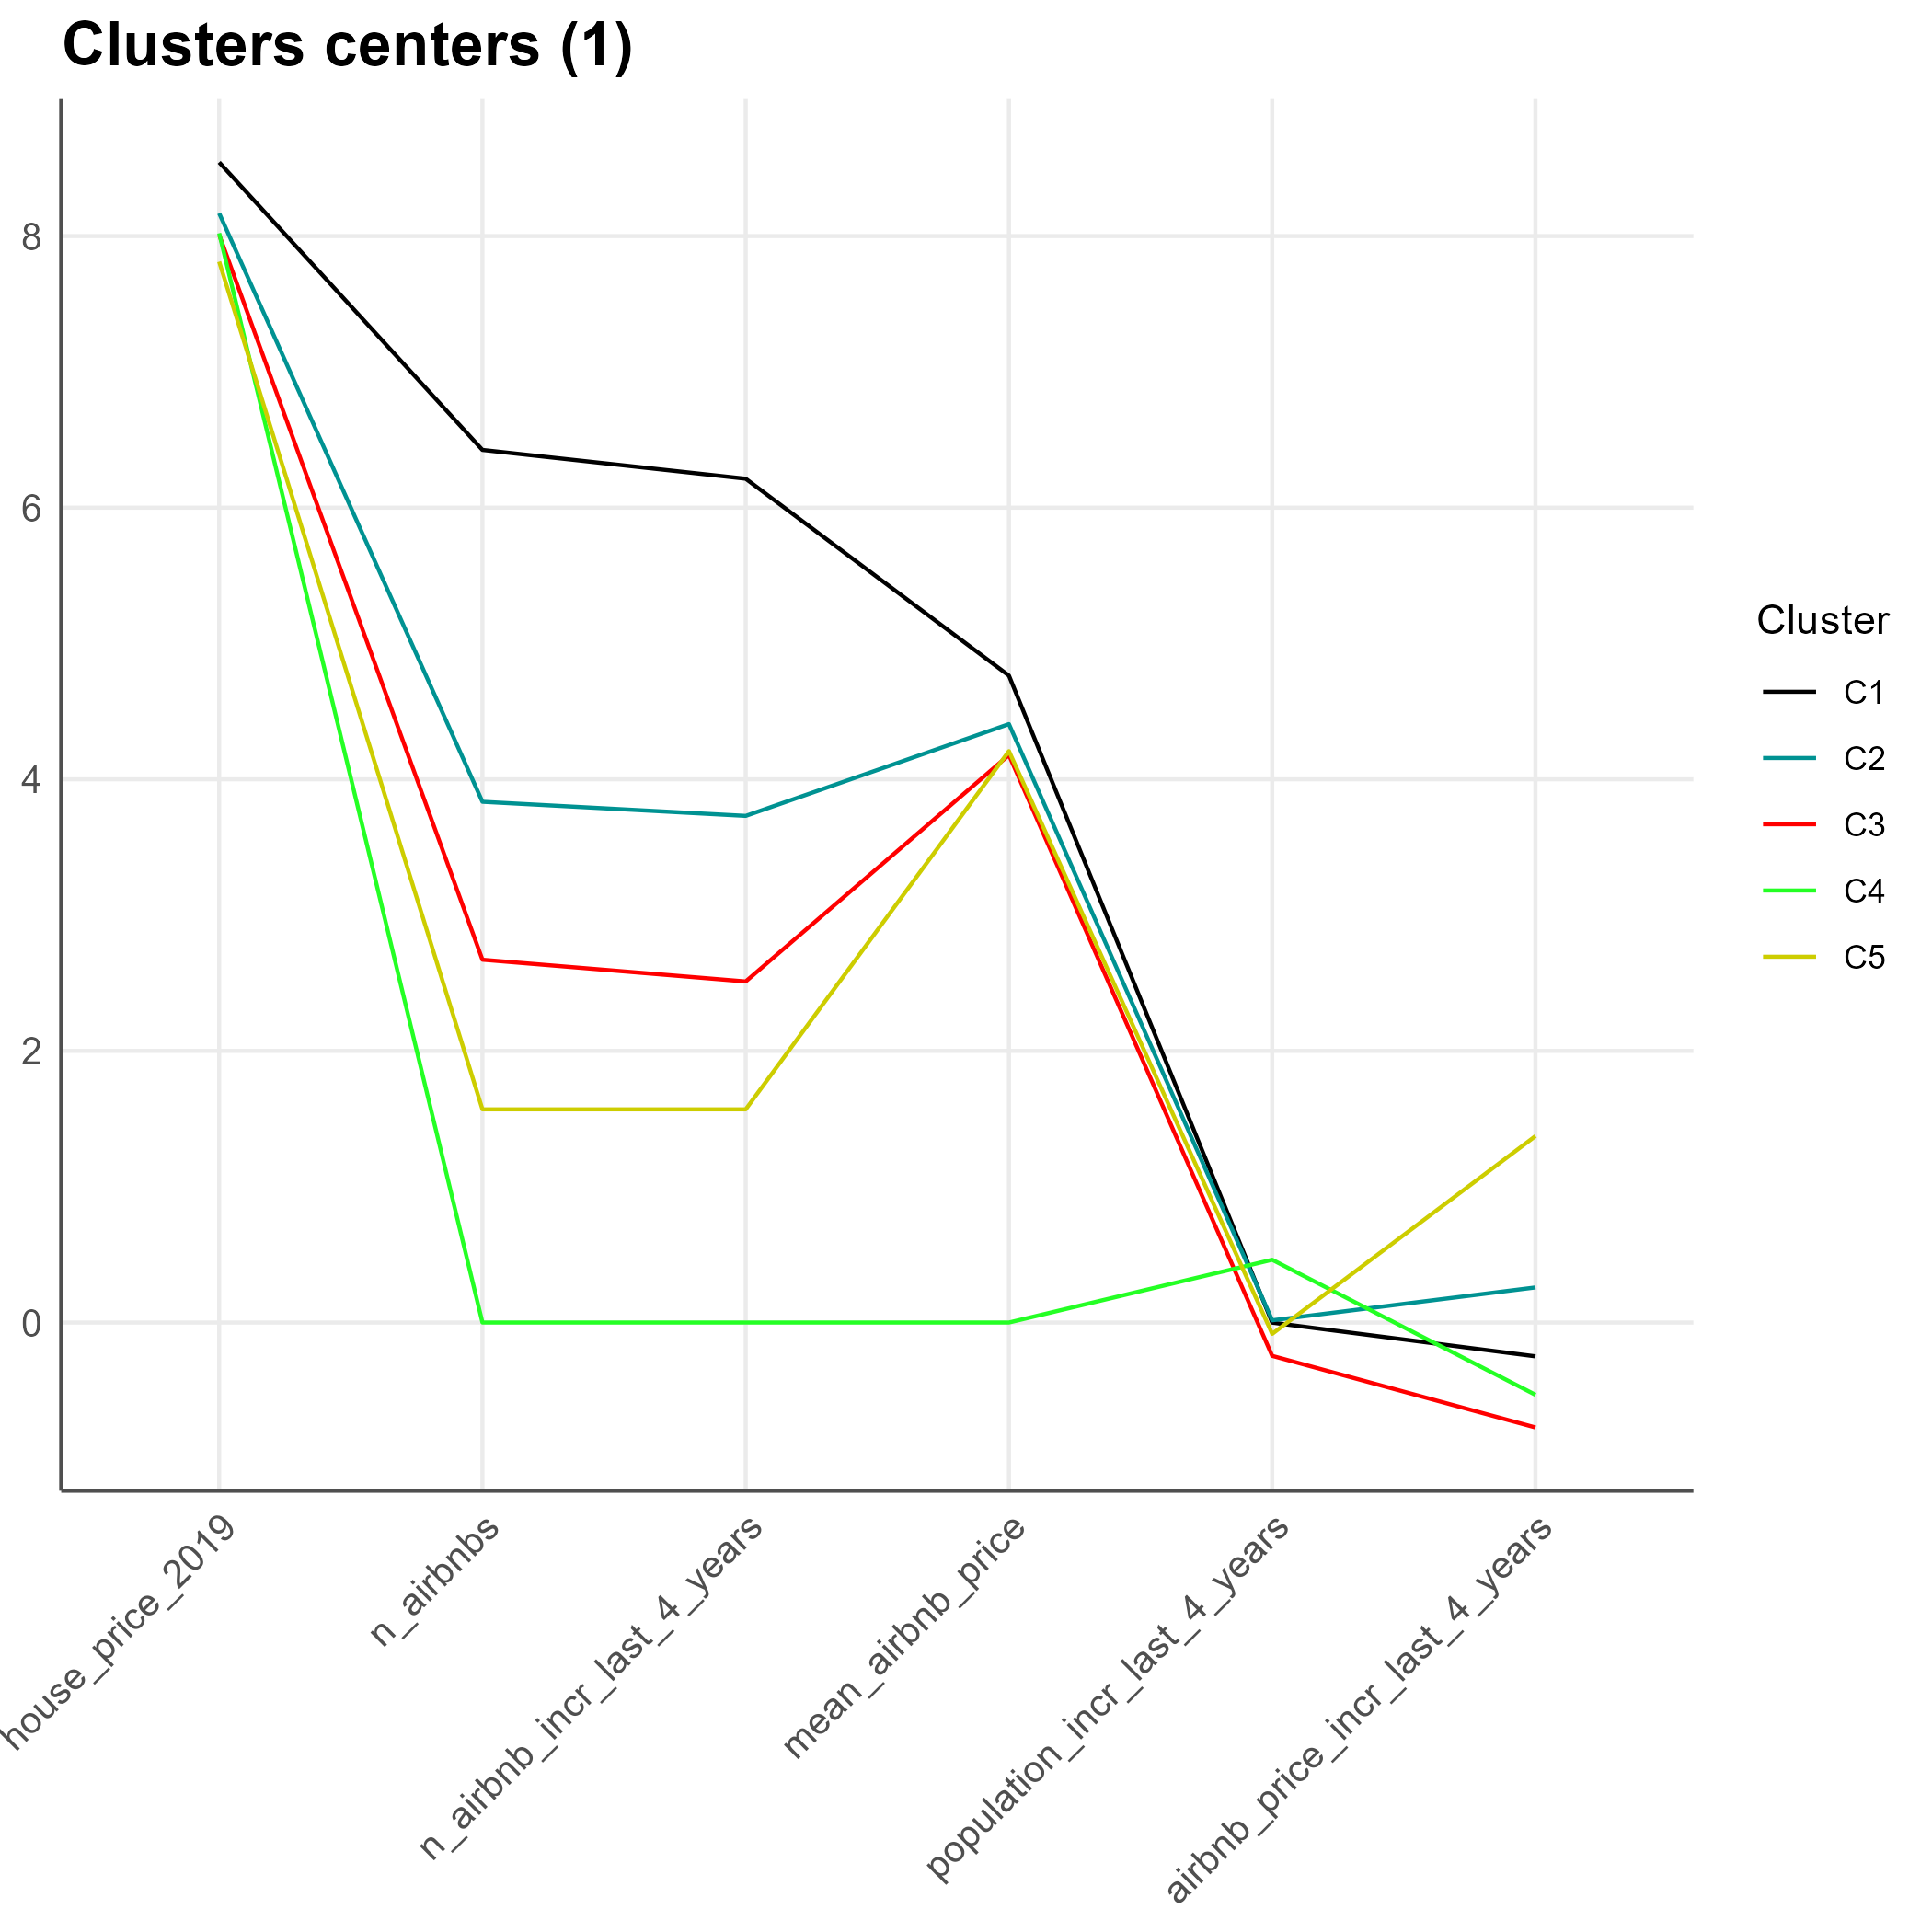 Clusters centers (1)
8
6
4
2
0
house_price_2019
n_airbnbs
n_airbnb_incr_last_4_years
mean_airbnb_price
population_incr_last_4_years
airbnb_price_incr_last_4_years
Cluster
C1
C2
C3
C4
C5